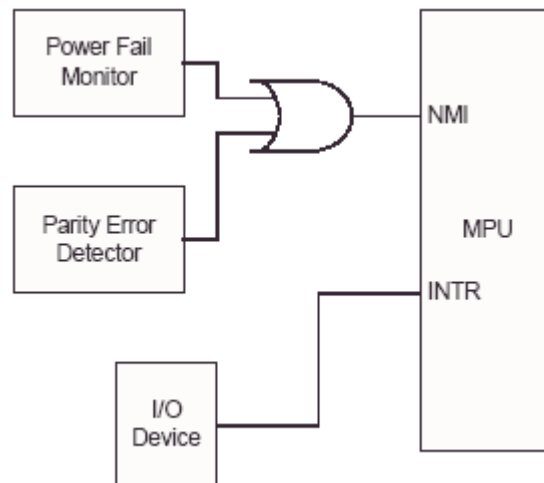 Power Fail
Monitor
NMI
Parity Error
Detector
MPU
INTR
I/O
Device